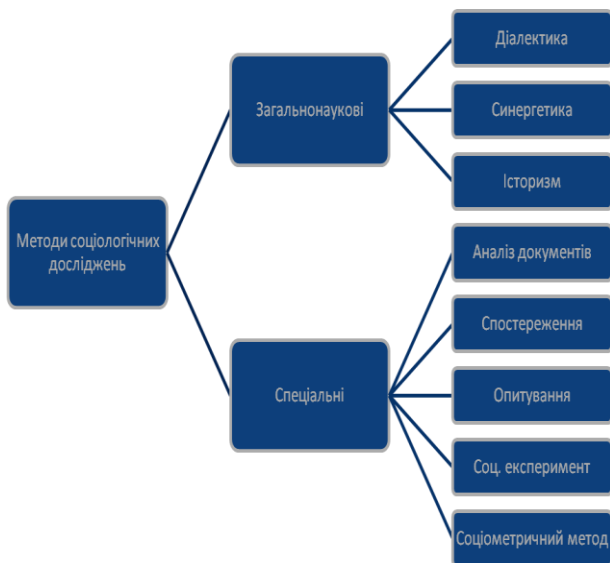 Методи соціологічних
досліджень
Загальнонаукові
Діалектика
Синергетика
Історизм
Спеціальні
Аналіз документів
Спостереження
Опитування
Соц. експеримент
Соціометричний метод